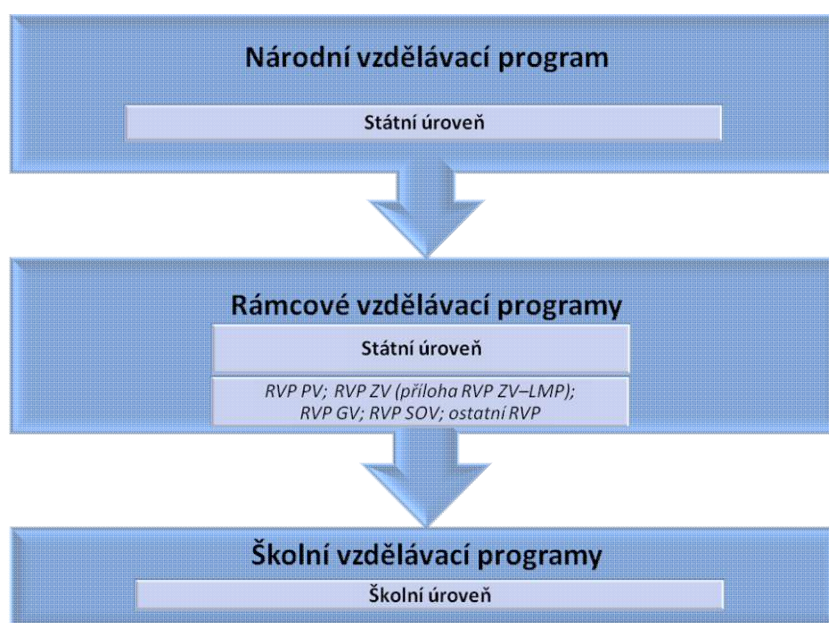 Národní vzdělávací program
Státní úroveň
Rámcové vzdělávací programy
Státní úroveň
RVP PV; RVP ZV (příloha RVP ZV–LMP);
RVP GV; RVP SOV; ostatní RVP
Školní vzdělávací programy
Školní úroveň